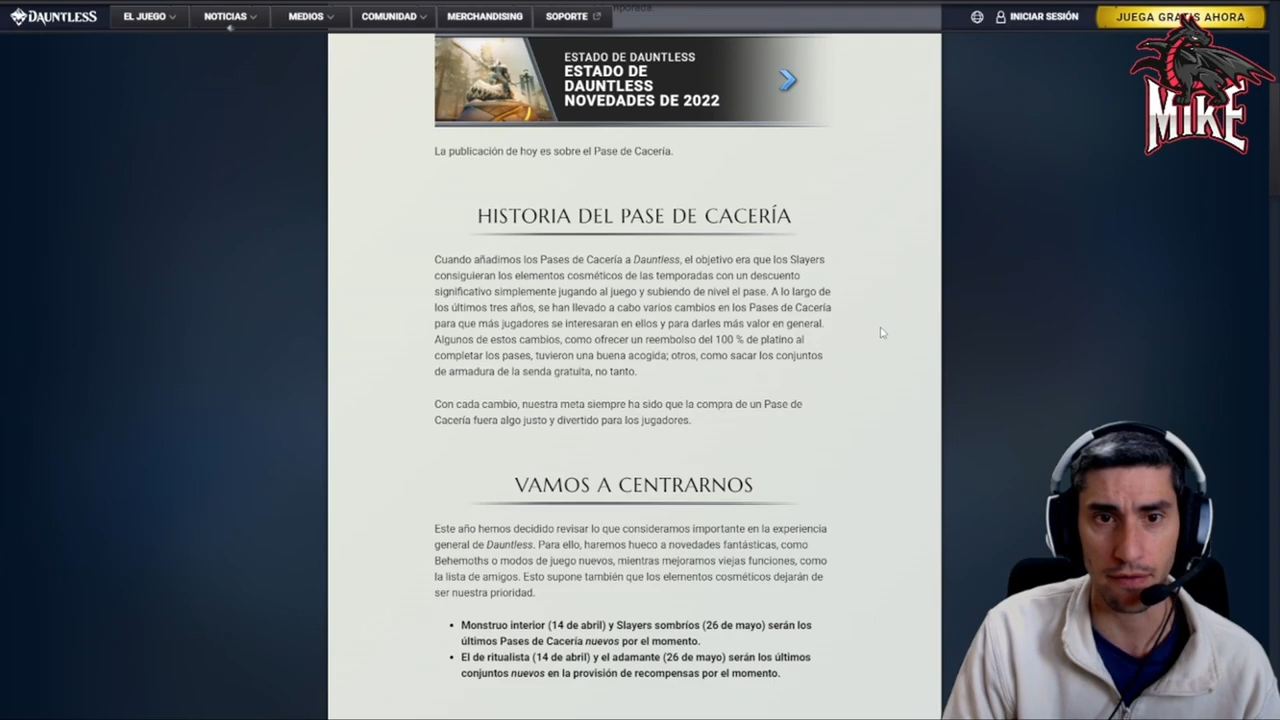 DAUNTLESS
EL JUEGO
NOTICIAS
MEDIOS
COMUNIDAD
MERCHANDISING
SOPORTE
INICIAR SESIÓN
JUEGA GRATIS AHORA
MIKE
ESTADO DE DAUNTLESS
ESTADO DE
DAUNTLESS
NOVEDADES DE 2022
La publicación de hoy es sobre el Pase de Cacería.
HISTORIA DEL PASE DE CACERÍA
Cuando añadimos los Pases de Cacería a Dauntless, el objetivo era que los Slayers
consiguieran los elementos cosméticos de las temporadas con un descuento
significativo simplemente jugando al juego y subiendo de nivel el pase. A lo largo de
los últimos tres años, se han llevado a cabo varios cambios en los Pases de Cacería
para que más jugadores se interesaran en ellos y para darles más valor en general.
Algunos de estos cambios, como ofrecer un reembolso del 100 % de platino al
completar los pases, tuvieron una buena acogida; otros, como sacar los conjuntos
de armadura de la senda gratuita, no tanto.
Con cada cambio, nuestra meta siempre ha sido que la compra de un Pase de
Cacería fuera algo justo y divertido para los jugadores.
VAMOS A CENTRARNOS
Este año hemos decidido revisar lo que consideramos importante en la experiencia
general de Dauntless. Para ello, haremos hueco a novedades fantásticas, como
Behemoths o modos de juego nuevos, mientras mejoramos viejas funciones, como
la lista de amigos. Esto supone también que los elementos cosméticos dejarán de
ser nuestra prioridad.
• Monstruo interior (14 de abril) y Slayers sombríos (26 de mayo) serán los
últimos Pases de Cacería nuevos por el momento.
• El de ritualista (14 de abril) y el adamante (26 de mayo) serán los últimos
conjuntos nuevos en la provisión de recompensas por el momento.